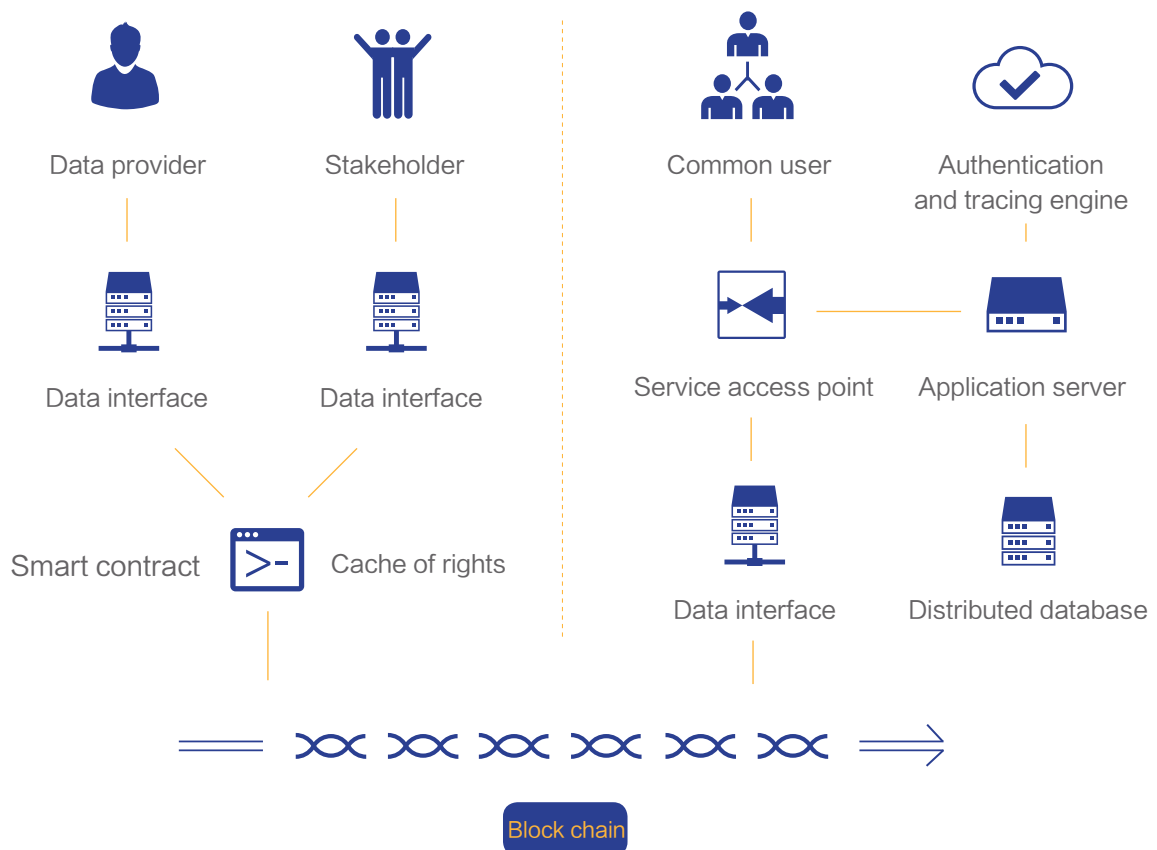 Data provider
Stakeholder
Common user
Authentication
and tracing engine
Data interface
Data interface
Service access point
Application server
Smart contract
Cache of rights
Data interface
Distributed database
Block chain